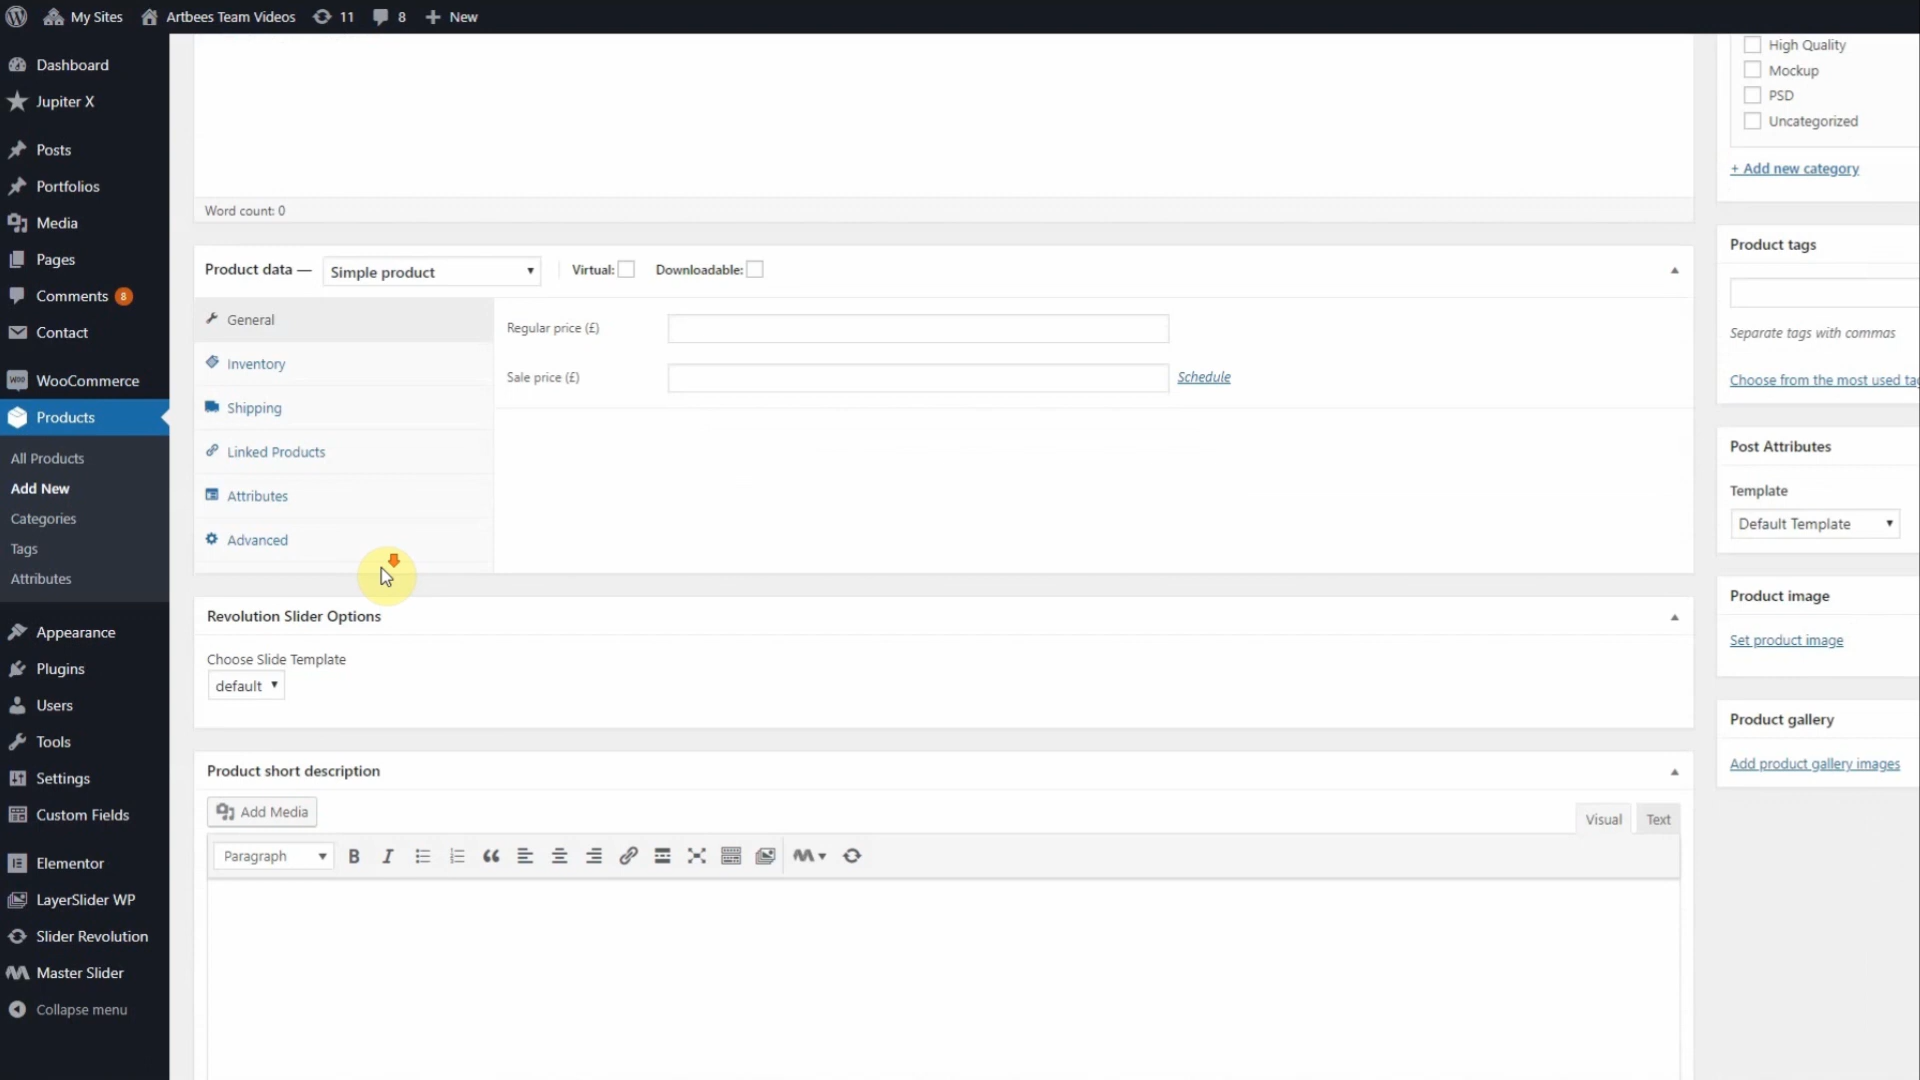 My Sites
Artbees Team Videos
11
8
New
Dashboard
Jupiter X
Posts
Portfolios
Media
Pages
Comments 8
Contact
WooCommerce
Products
All Products
Add New
Categories
Tags
Attributes
Appearance
Plugins
Users
Tools
Settings
Custom Fields
Elementor
LayerSlider WP
Slider Revolution
Master Slider
Collapse menu
Word count: 0
Product data —
Simple product
Virtual:
Downloadable:
General
Inventory
Shipping
Linked Products
Attributes
Advanced
Regular price (£)
Sale price (£)
Schedule
Revolution Slider Options
Choose Slide Template
default
Product short description
Add Media
Visual
Text
Paragraph
High Quality
Mockup
PSD
Uncategorized
+ Add new category
Product tags
Separate tags with commas
Choose from the most used tag
Post Attributes
Template
Default Template
Product image
Set product image
Product gallery
Add product gallery images